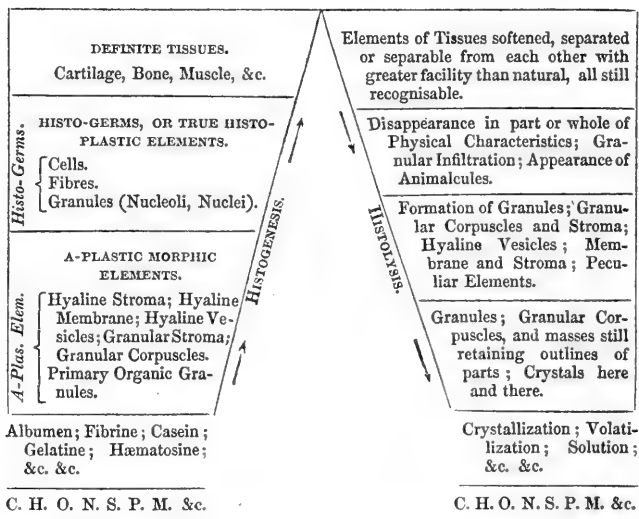 DEFINITE TISSUES.
Cartilage, Bone, Muscle, &c.
HISTO-GERMS, OR TRUE HISTO-
PLASTIC ELEMENTS.
Histo-Germs.
Cells.
Fibres.
Granules (Nucleoli, Nuclei).
A-PLASTIC MORPHIC
ELEMENTS.
A-Plas. Elem.
Hyaline Stroma; Hyaline
Membrane; Hyaline Ve-
sicles; Granular Stroma;
Granular Corpuscles.
Primary Organic Gra-
nules.
Albumen; Fibrine; Casein;
Gelatine; Hæmatosine;
&c. &c.
C. H. O. N. S. P. M. &c.
Histogenesis.
Histolysis.
Elements of Tissues softened, separated
or separable from each other with
greater facility than natural, all still
recognisable.
Disappearance in part or whole of
Physical Characteristics; Gra-
nular Infiltration; Appearance of
Animalcules.
Formation of Granules; Granu-
lar Corpuscles and Stroma;
Hyaline Vesicles; Mem-
brane and Stroma; Pecu-
liar Elements.
Granules; Granular Cor-
puscles, and masses still
retaining outlines of
parts; Crystals here
and there.
Crystallization; Volati-
lization; Solution;
&c. &c.
C. H. O. N. S. P. M. &c.